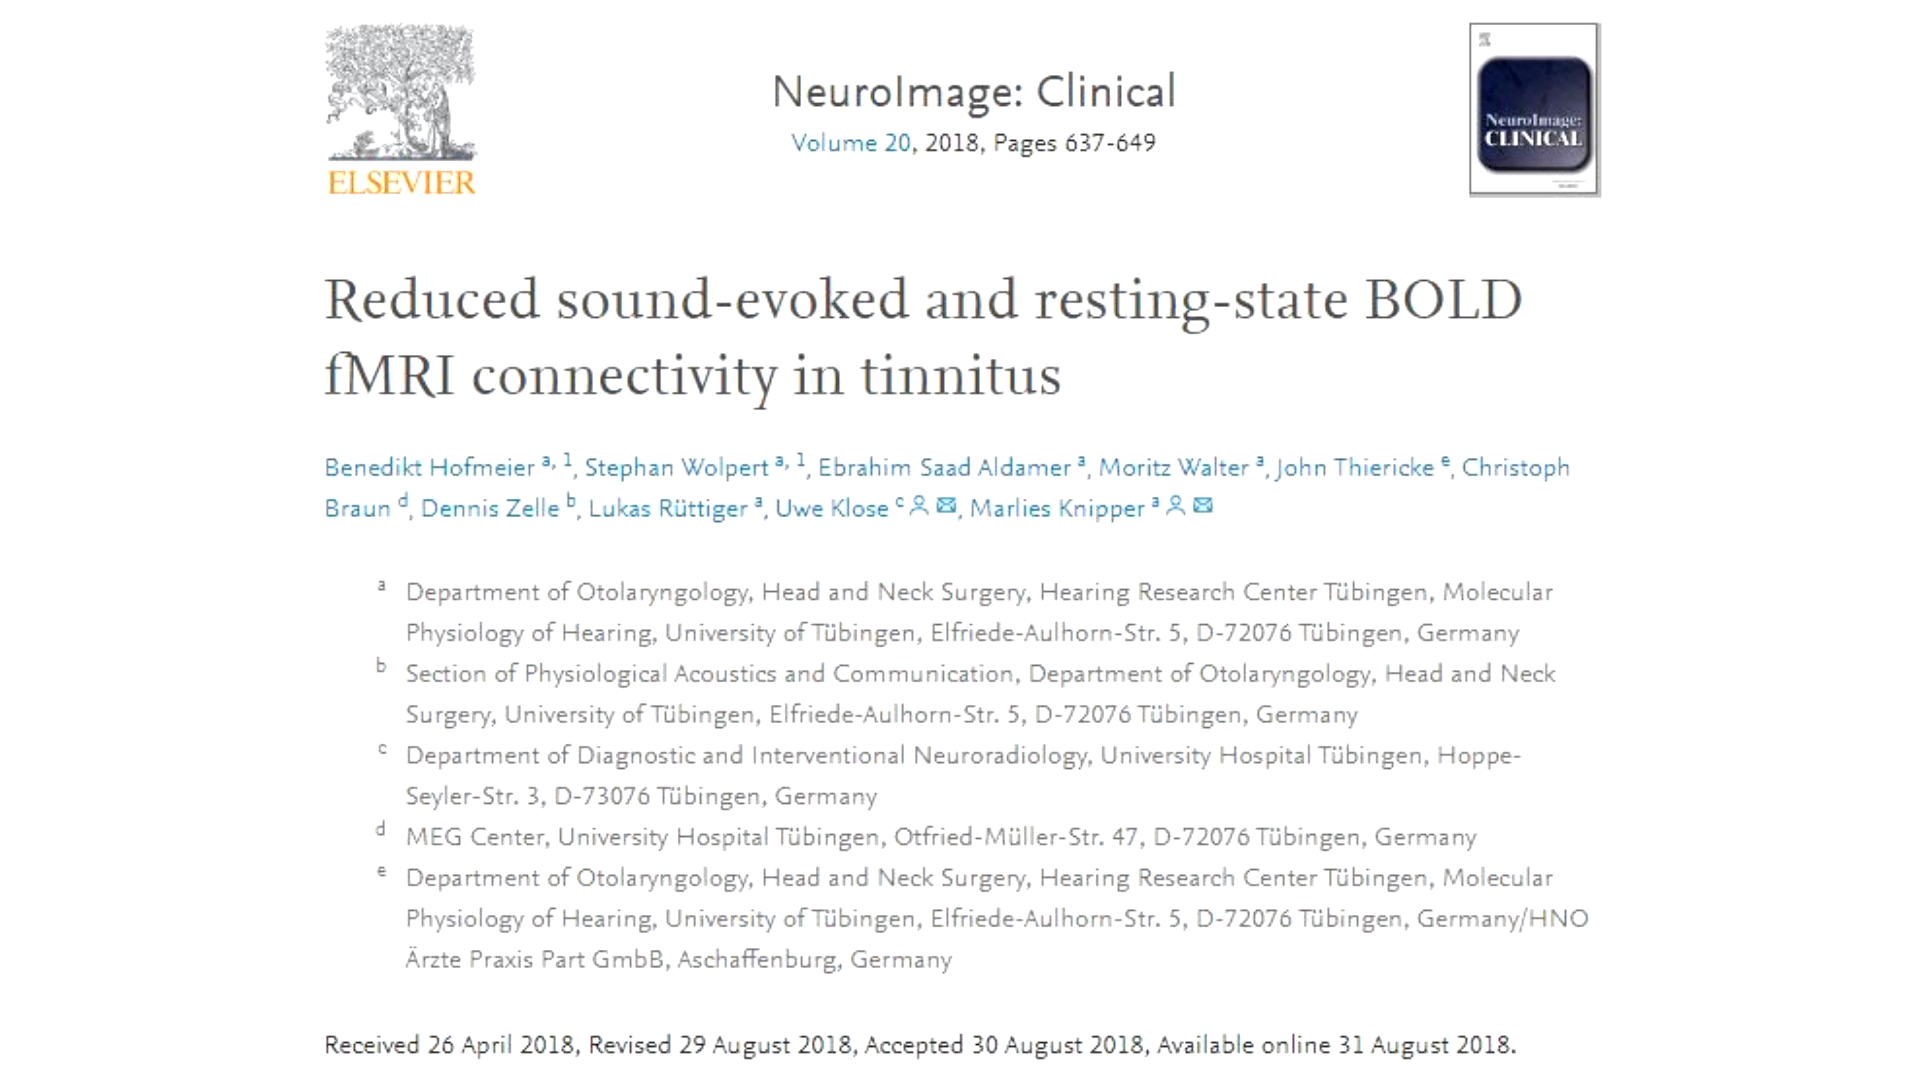 ELSEVIER
NeuroImage: Clinical
Volume 20, 2018, Pages 637-649
NeuroImage:
CLINICAL
Reduced sound-evoked and resting-state BOLD
fMRI connectivity in tinnitus
Benedikt Hofmeier a, 1, Stephan Wolpert a, 1, Ebrahim Saad Aldamer a, Moritz Walter a, John Thiericke e, Christoph
Braun d, Dennis Zelle b, Lukas Rüttiger a, Uwe Klose c, Marlies Knipper a
a Department of Otolaryngology, Head and Neck Surgery, Hearing Research Center Tübingen, Molecular
Physiology of Hearing, University of Tübingen, Elfriede-Aulhorn-Str. 5, D-72076 Tübingen, Germany
b Section of Physiological Acoustics and Communication, Department of Otolaryngology, Head and Neck
Surgery, University of Tübingen, Elfriede-Aulhorn-Str. 5, D-72076 Tübingen, Germany
c Department of Diagnostic and Interventional Neuroradiology, University Hospital Tübingen, Hoppe-
Seyler-Str. 3, D-73076 Tübingen, Germany
d MEG Center, University Hospital Tübingen, Otfried-Müller-Str. 47, D-72076 Tübingen, Germany
e Department of Otolaryngology, Head and Neck Surgery, Hearing Research Center Tübingen, Molecular
Physiology of Hearing, University of Tübingen, Elfriede-Aulhorn-Str. 5, D-72076 Tübingen, Germany/HNO
Ärzte Praxis Part GmbB, Aschaffenburg, Germany
Received 26 April 2018, Revised 29 August 2018, Accepted 30 August 2018, Available online 31 August 2018.